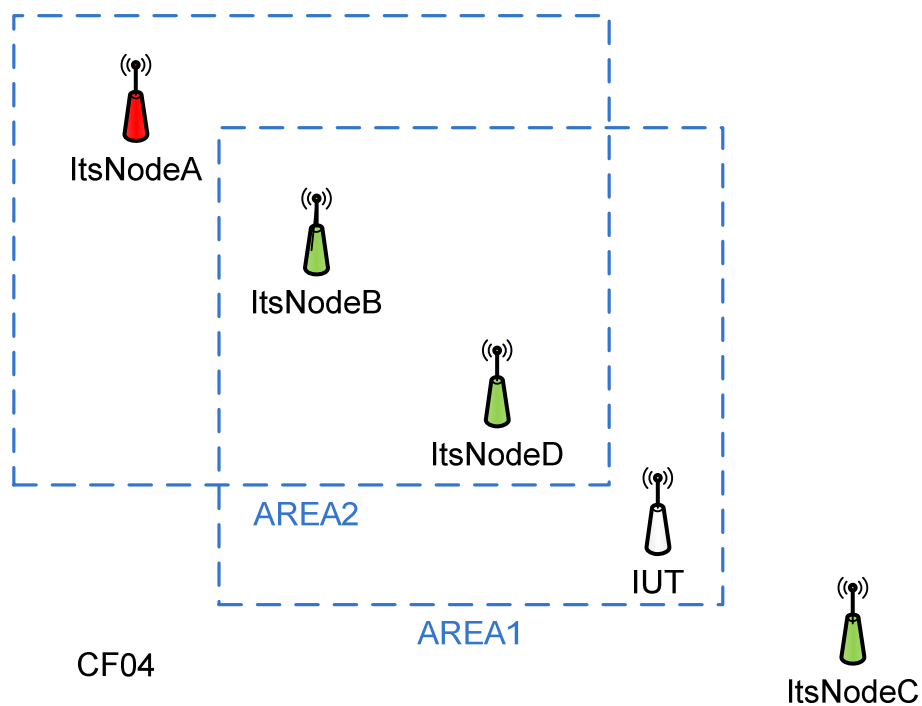 ItsNodeA
ItsNodeB
ItsNodeD
AREA2
IUT
AREA1
CF04
ItsNodeC